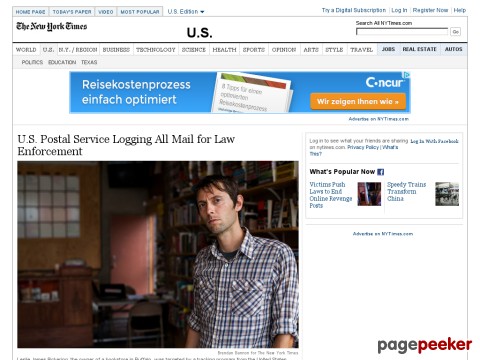 HOME PAGE TODAY'S PAPER VIDEO MOST POPULAR U.S. Edition
Try a Digital Subscription Log In Register Now Help
The New York Times
U.S.
Search All NYTimes.com
Go
WORLD U.S. N.Y. / REGION BUSINESS TECHNOLOGY SCIENCE HEALTH SPORTS OPINION ARTS STYLE TRAVEL JOBS REAL ESTATE AUTOS
POLITICS EDUCATION TEXAS
Reisekostenprozess
einfach optimiert
8 Tipps für einen
optimierten
Reisekostenprozess
Concur
Wir zeigen Ihnen wie »
Advertise on NYTimes.com
U.S. Postal Service Logging All Mail for Law
Enforcement
Log in to see what your friends are sharing
on nytimes.com. Privacy Policy | What's
This?
Log In With Facebook
What's Popular Now
Victims Push
Laws to End
Online Revenge
Posts
Speedy Trains
Transform
China
Advertise on NYTimes.com
Brendan Bannon for The New York Times
Leslie James Pickering, the owner of a bookstore in Buffalo, was targeted by a tracking program from the United States
pagepeeker